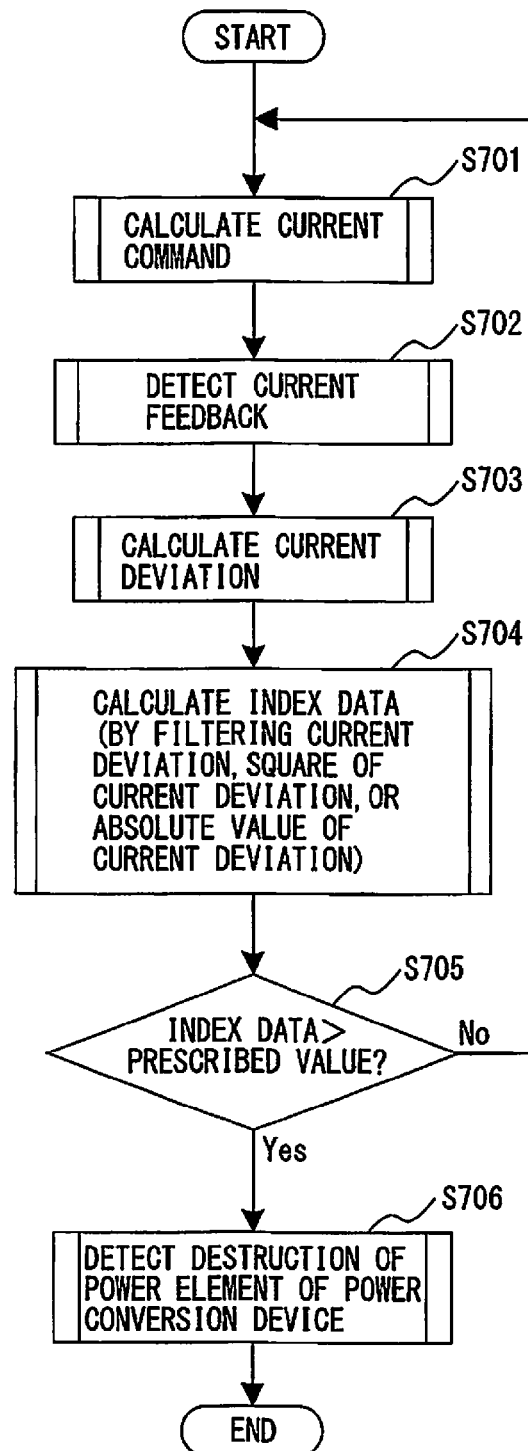 START
S701
CALCULATE CURRENT
COMMAND
S702
DETECT CURRENT
FEEDBACK
S703
CALCULATE CURRENT
DEVIATION
S704
CALCULATE INDEX DATA
(BY FILTERING CURRENT
DEVIATION, SQUARE OF
CURRENT DEVIATION, OR
ABSOLUTE VALUE OF
CURRENT DEVIATION)
S705
INDEX DATA>
PRESCRIBED VALUE?
No
Yes
S706
DETECT DESTRUCTION OF
POWER ELEMENT OF POWER
CONVERSION DEVICE
END